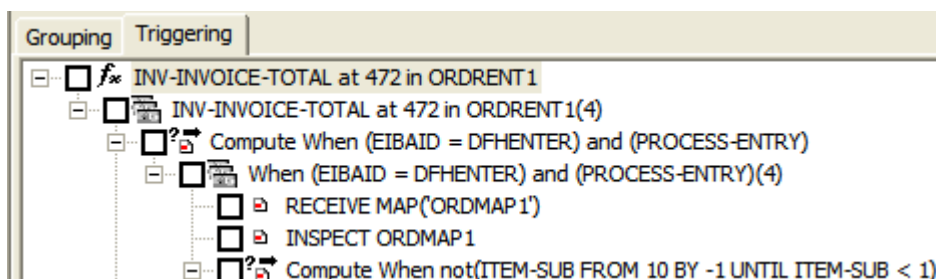 Grouping Triggering
INV-INVOICE-TOTAL at 472 in ORDRENT1
INV-INVOICE-TOTAL at 472 in ORDRENT1(4)
Compute When (EIBAID = DFHENTER) and (PROCESS-ENTRY)
When (EIBAID = DFHENTER) and (PROCESS-ENTRY)(4)
RECEIVE MAP('ORDMAP1')
INSPECT ORDMAP1
Compute When not(ITEM-SUB FROM 10 BY -1 UNTIL ITEM-SUB < 1)